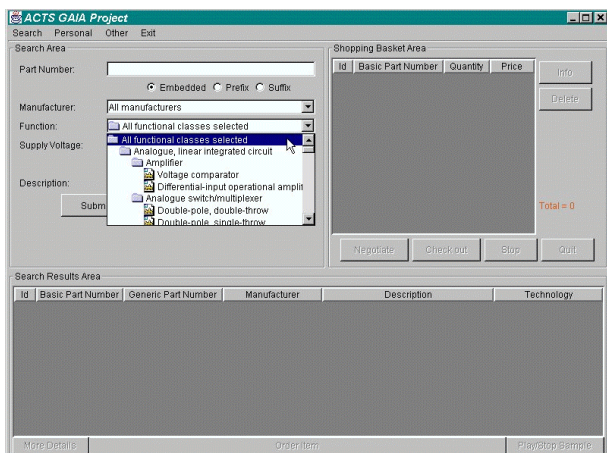 ACTS GAIA Project
Search Personal Other Exit
Search Area
Part Number:
Embedded Prefix Suffix
Manufacturer: All manufacturers
Function: All functional classes selected
All functional classes selected
Supply Voltage:
Analogue, linear integrated circuit
Amplifier
Voltage comparator
Description:
Differential-input operational amplif
Analogue switch/multiplexer
Subm
Double-pole, double-throw
Double-pole, single-throw
Shopping Basket Area
Id Basic Part Number Quantity Price
Info
Delete
Total = 0
Negotiate Check out Stop Quit
Search Results Area
Id Basic Part Number Generic Part Number Manufacturer Description Technology
More Details Order Item Play/Stop Sample